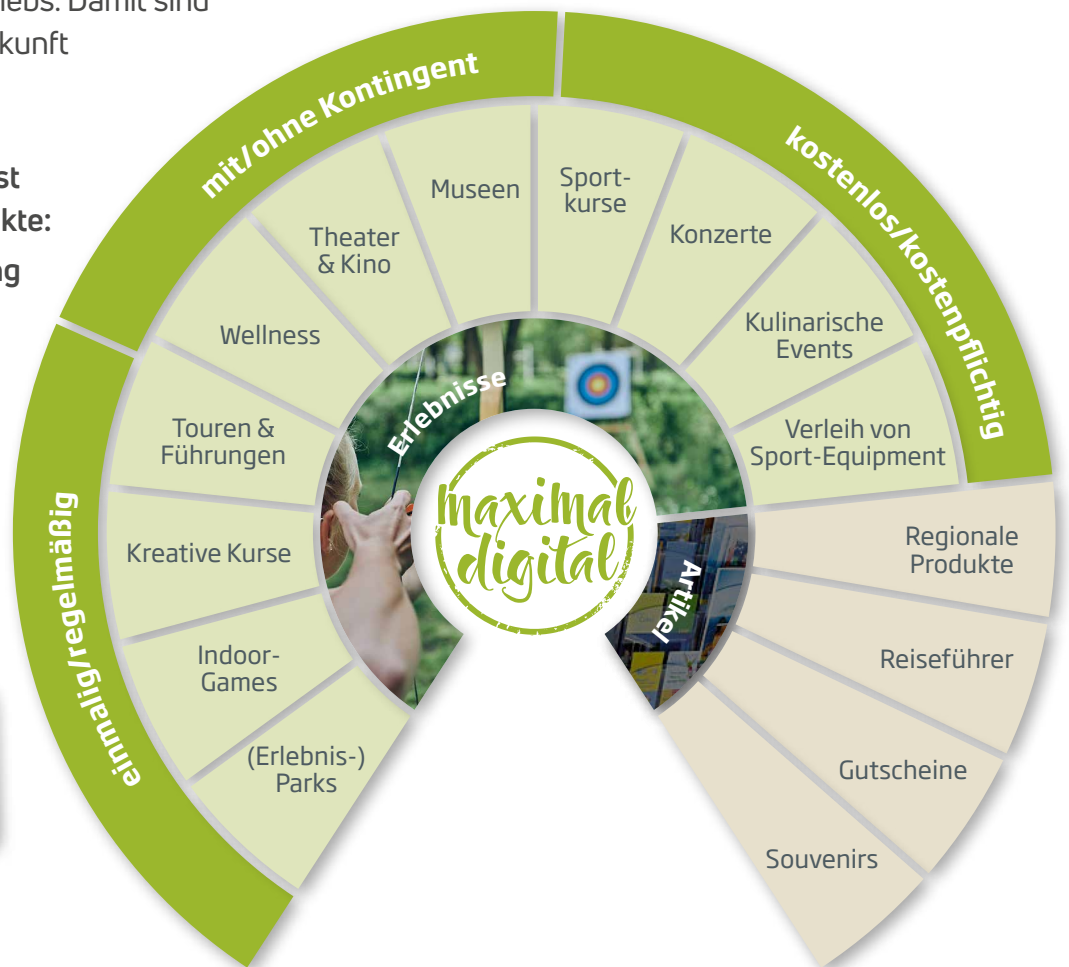 sind
mit/ohne Kontingent
kostenlos/kostenpflichtig
einmalig/regelmäßig
Museen
Sport-
kurse
Theater
& Kino
Konzerte
Wellness
Kulinarische
Events
Touren &
Führungen
Verleih von
Sport-Equipment
Kreative Kurse
Indoor-
Games
(Erlebnis-)
Parks
Erlebnisse
maximal
digital
Artikel
Regionale
Produkte
Reiseführer
Gutscheine
Souvenirs